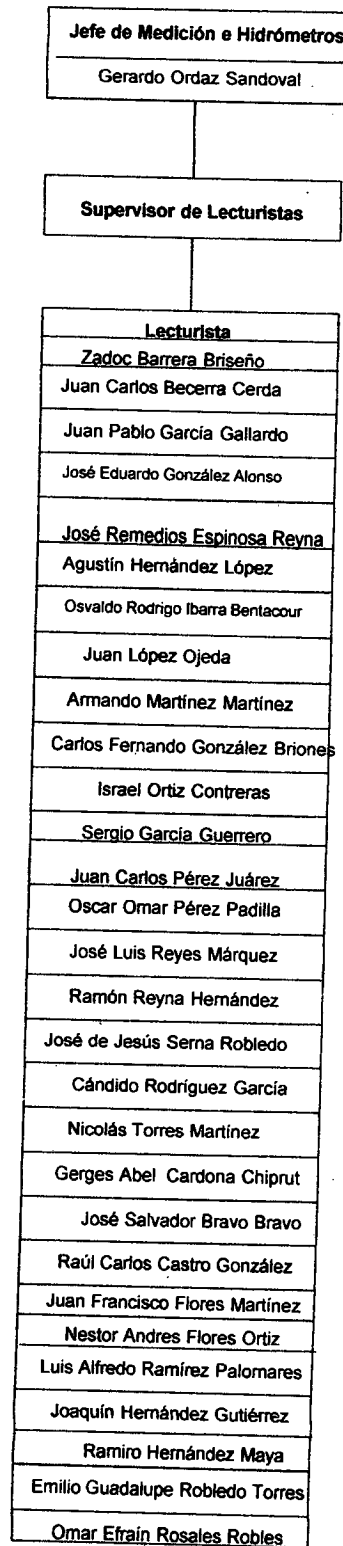 Jefe de Medición e Hidrómetros
Gerardo Ordaz Sandoval
Supervisor de Lecturistas
Lecturista
Zadoc Barrera Briseño
Juan Carlos Becerra Cerda
Juan Pablo García Gallardo
José Eduardo González Alonso
José Remedios Espinosa Reyna
Agustín Hernández López
Osvaldo Rodrigo Ibarra Bentacour
Juan López Ojeda
Armando Martínez Martínez
Carlos Fernando González Briones
Israel Ortiz Contreras
Sergio García Guerrero
Juan Carlos Pérez Juárez
Oscar Omar Pérez Padilla
José Luis Reyes Márquez
Ramón Reyna Hernández
José de Jesús Serna Robledo
Cándido Rodríguez García
Nicolás Torres Martínez
Gerges Abel Cardona Chiprut
José Salvador Bravo Bravo
Raúl Carlos Castro González
Juan Francisco Flores Martínez
Nestor Andres Flores Ortiz
Luis Alfredo Ramírez Palomares
Joaquín Hernández Gutiérrez
Ramiro Hernández Maya
Emilio Guadalupe Robledo Torres
Omar Efraín Rosales Robles